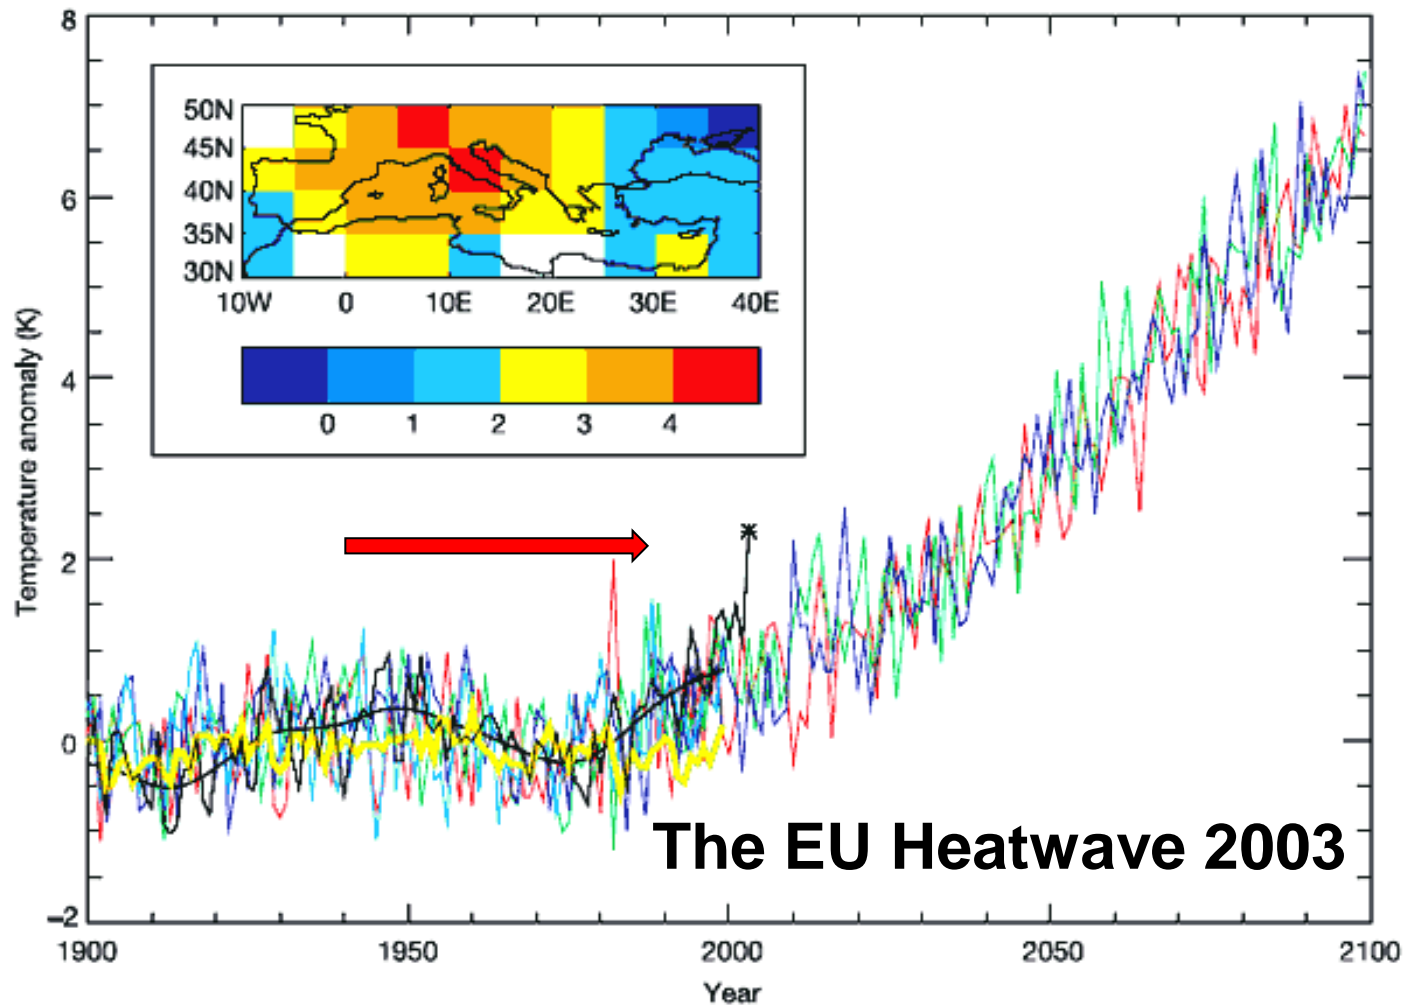 8
6
4
2
0
−2
Temperature anomaly (K)
50N
45N
40N
35N
30N
10W 0 10E 20E 30E 40E
0 1 2 3 4
The EU Heatwave 2003
1900 1950 2000 2050 2100
Year